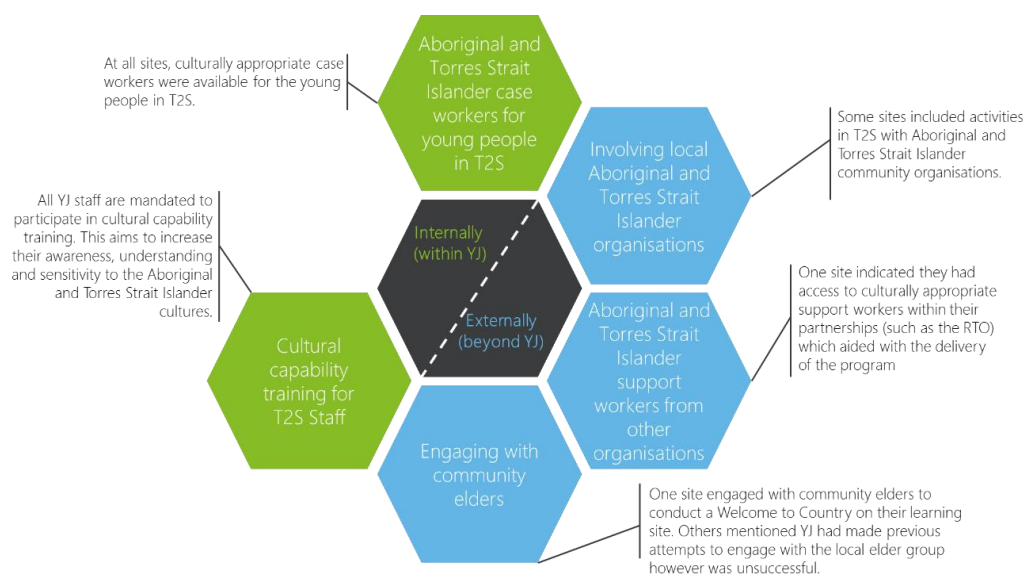 Aboriginal and
Torres Strait
Islander case
workers for
young people
in T2S
At all sites, culturally appropriate case
workers were available for the young
people in T2S.
Involving local
Aboriginal and
Torres Strait
Islander
organisations
Some sites included activities
in T2S with Aboriginal and
Torres Strait Islander
community organisations.
All YJ staff are mandated to
participate in cultural capability
training. This aims to increase
their awareness, understanding
and sensitivity to the Aboriginal
and Torres Strait Islander
cultures.
Internally
(within YJ)
Externally
(beyond YJ)
Cultural
capability
training for
T2S Staff
Aboriginal and
Torres Strait
Islander
support
workers from
other
organisations
One site indicated they had
access to culturally appropriate
support workers within their
partnerships (such as the RTO)
which aided with the delivery
of the program
Engaging with
community
elders
One site engaged with community elders to
conduct a Welcome to Country on their learning
site. Others mentioned YJ had made previous
attempts to engage with the local elder group
however was unsuccessful.